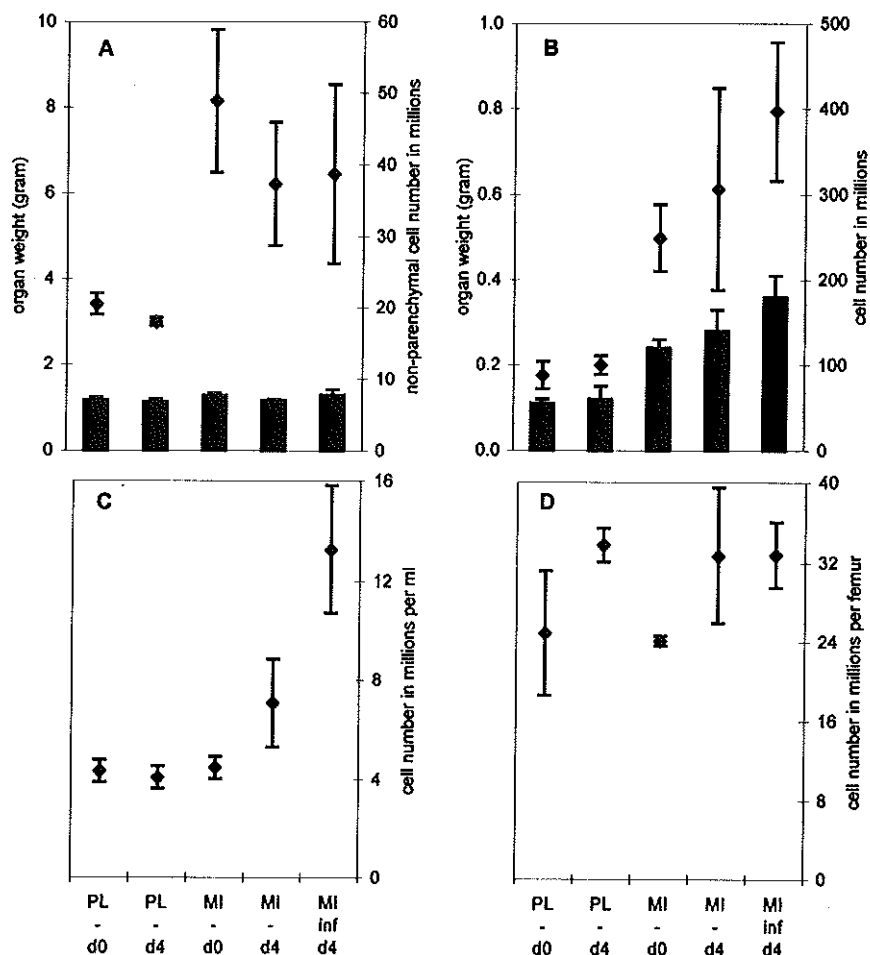 A
10
8
6
4
2
0
organ weight (gram)
60
50
40
30
20
10
0
non-parenchymal cell number in millions
B
1.0
0.8
0.6
0.4
0.2
0.0
organ weight (gram)
500
400
300
200
100
0
cell number in millions
C
16
12
8
4
0
cell number in millions per ml
PL PL MI MI MI
- - - - inf
d0 d4 d0 d4 d4
D
40
32
24
16
8
0
cell number in millions per femur
PL PL MI MI MI
- - - - inf
d0 d4 d0 d4 d4